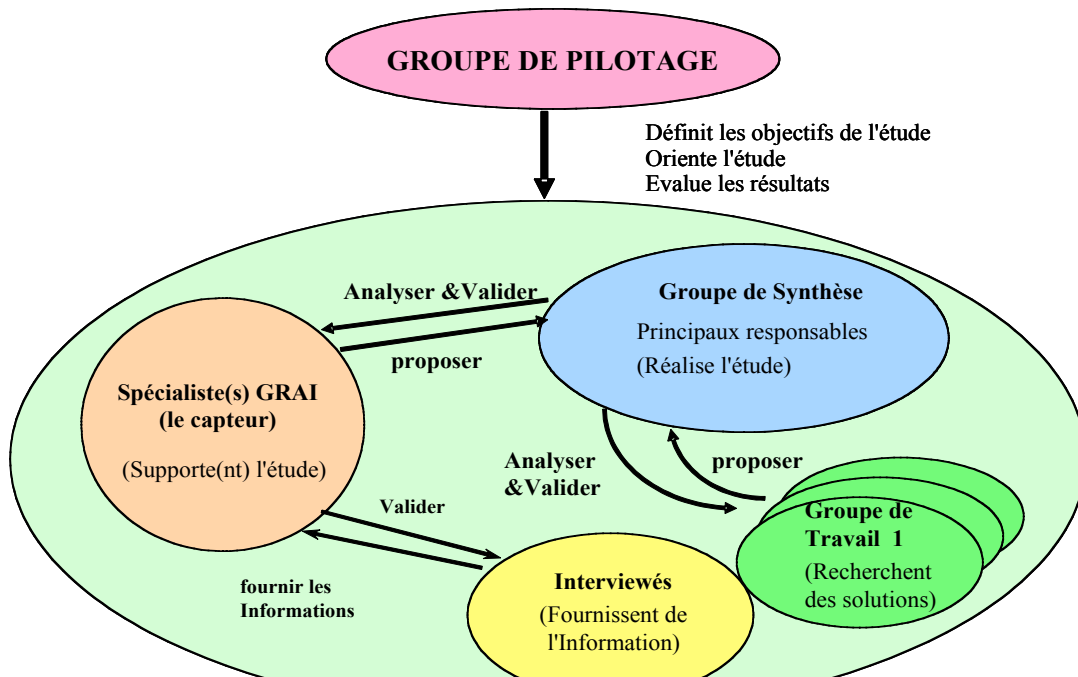 GROUPE DE PILOTAGE
Définit les objectifs de l'étude
Oriente l'étude
Evalue les résultats
Analyser &Valider
proposer
Groupe de Synthèse
Principaux responsables
(Réalise l'étude)
Spécialiste(s) GRAI
(le capteur)
(Supporte(nt) l'étude)
Analyser
&Valider
proposer
Groupe de
Travail 1
(Recherchent
des solutions)
Valider
fournir les
Informations
Interviewés
(Fournissent de
l'Information)